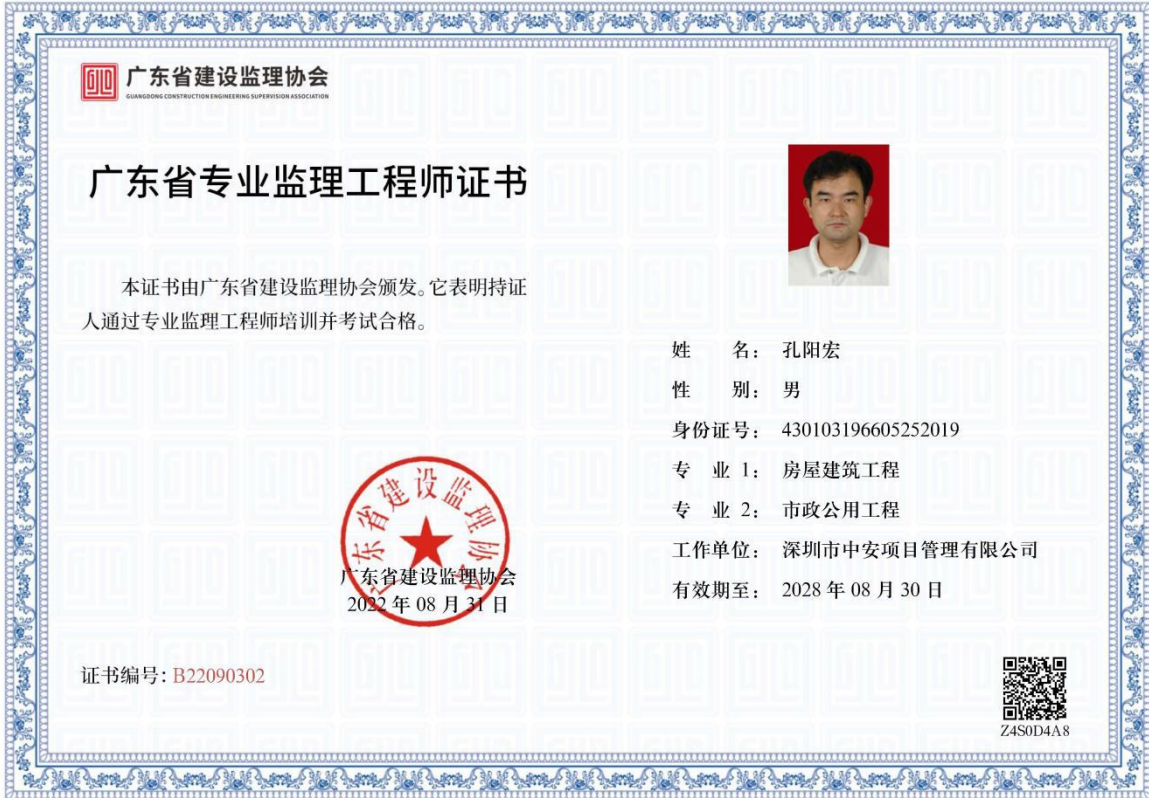 广东省建设监理协会
GUANGDONG CONSTRUCTION ENGINEERING SUPERVISION ASSOCIATION
广东省专业监理工程师证书
本证书由广东省建设监理协会颁发。它表明持证
人通过专业监理工程师培训并考试合格。
姓 名： 孔阳宏
性 别： 男
身份证号： 430103196605252019
专 业 1： 房屋建筑工程
专 业 2： 市政公用工程
工作单位： 深圳市中安项目管理有限公司
有效期至： 2028 年 08 月 30 日
广东省建设监理协会
广东省建设监理协会
2022 年 08 月 31 日
证书编号：B22090302
Z4S0D4A8